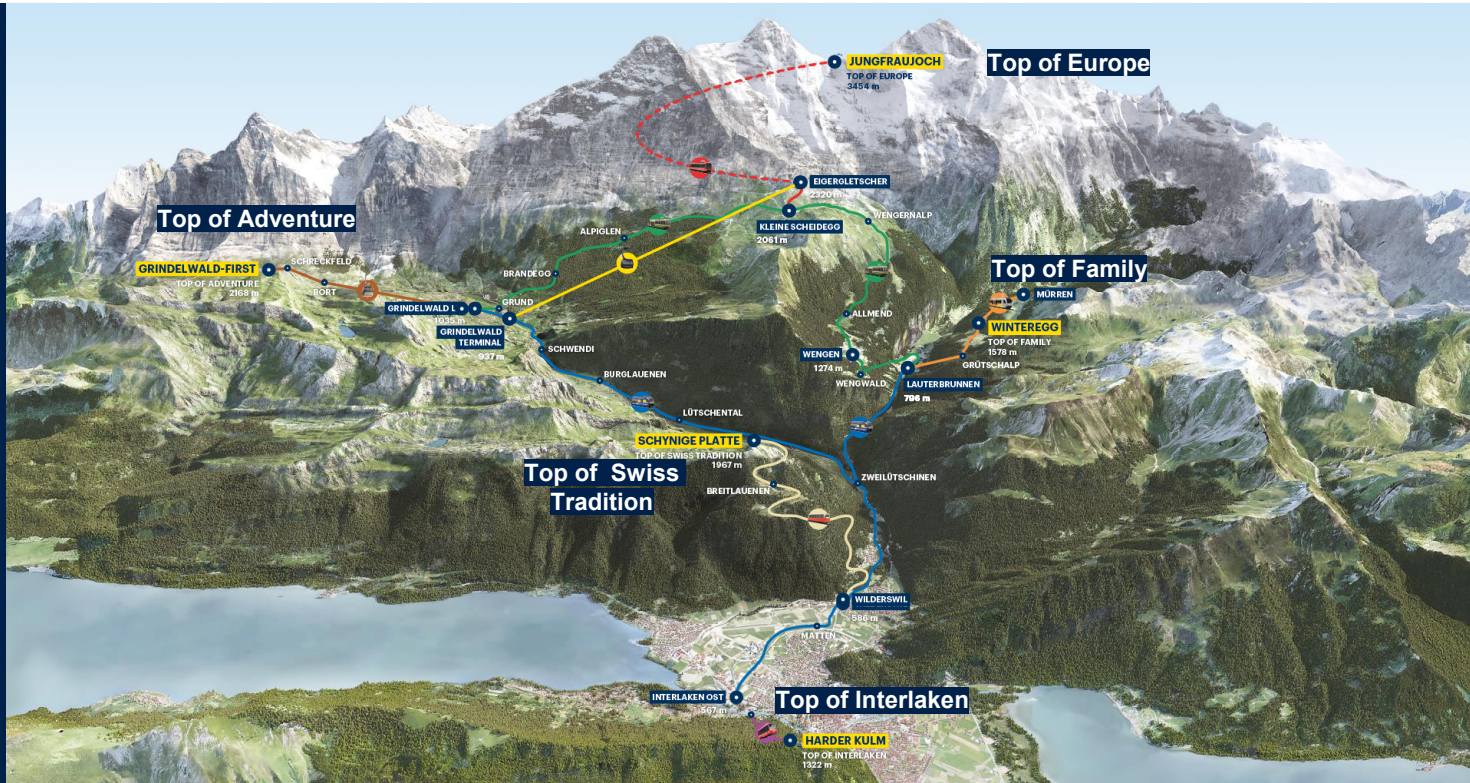 JUNGFRAUJOCH
TOP OF EUROPE
3454 m
Top of Europe
EIGERGLETSCHER
2320 m
Top of Adventure
KLEINE SCHEIDEGG
2061 m
WENGERNALP
ALPIGLEN
SCHRECKFELD
GRINDELWALD-FIRST
TOP OF ADVENTURE
2168 m
BORT
BRANDEGG
Top of Family
MÜRREN
GRINDELWALD
1035 m
GRUND
GRINDELWALD
TERMINAL
937 m
ALLMEND
WINTEREGG
TOP OF FAMILY
1578 m
SCHWENDI
WENGEN
1274 m
GRÜTSCHALP
WENGWALD
BURGLAUENEN
LAUTERBRUNNEN
796 m
LÜTSCHENTAL
SCHYNIGE PLATTE
TOP OF SWISS TRADITION
1967 m
Top of Swiss
Tradition
BREITLAUENEN
ZWEILÜTSCHINEN
WILDERSWIL
586 m
MATTEN
INTERLAKEN OST
567 m
Top of Interlaken
HARDER KULM
TOP OF INTERLAKEN
1322 m